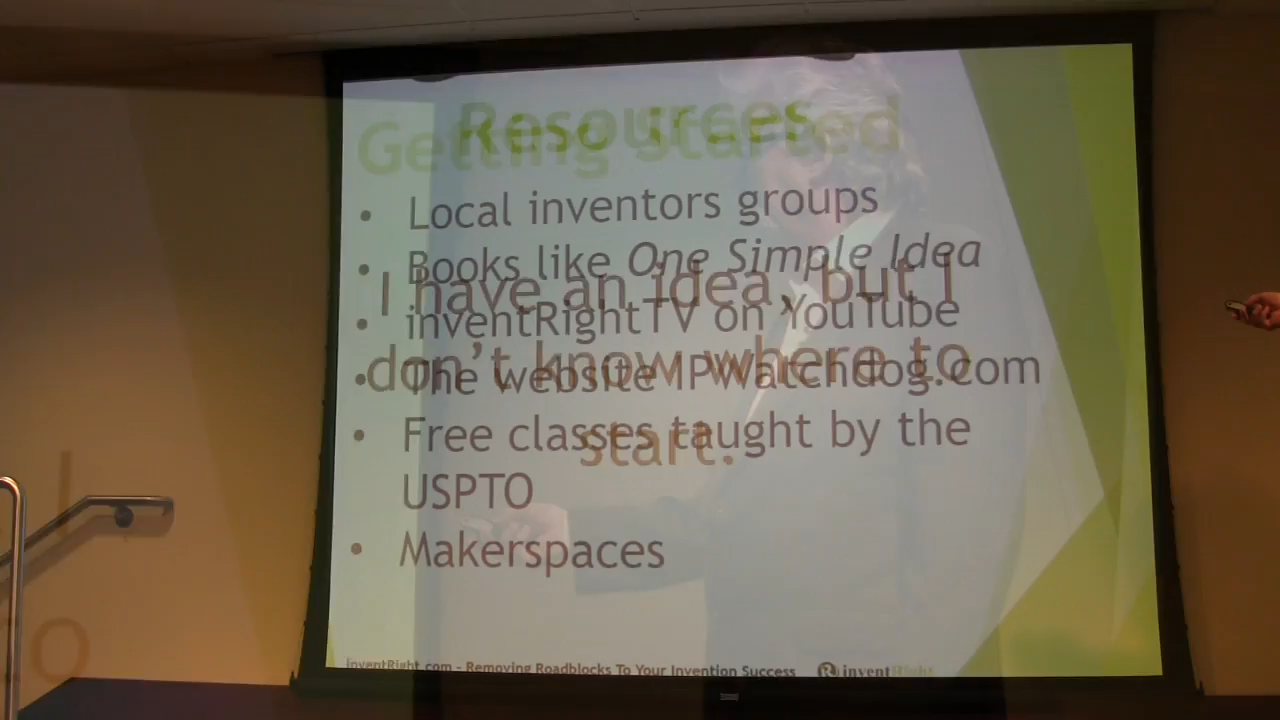 Resources
Getting Started
• Local inventors groups
• Books like One Simple Idea
I have an idea, but I
• inventRightTV on YouTube
don't know where to
• The website IPWatchdog.com
• Free classes taught by the
start.
USPTO
• Makerspaces
inventRight.com - Removing Roadblocks To Your Invention Success
R inventRight